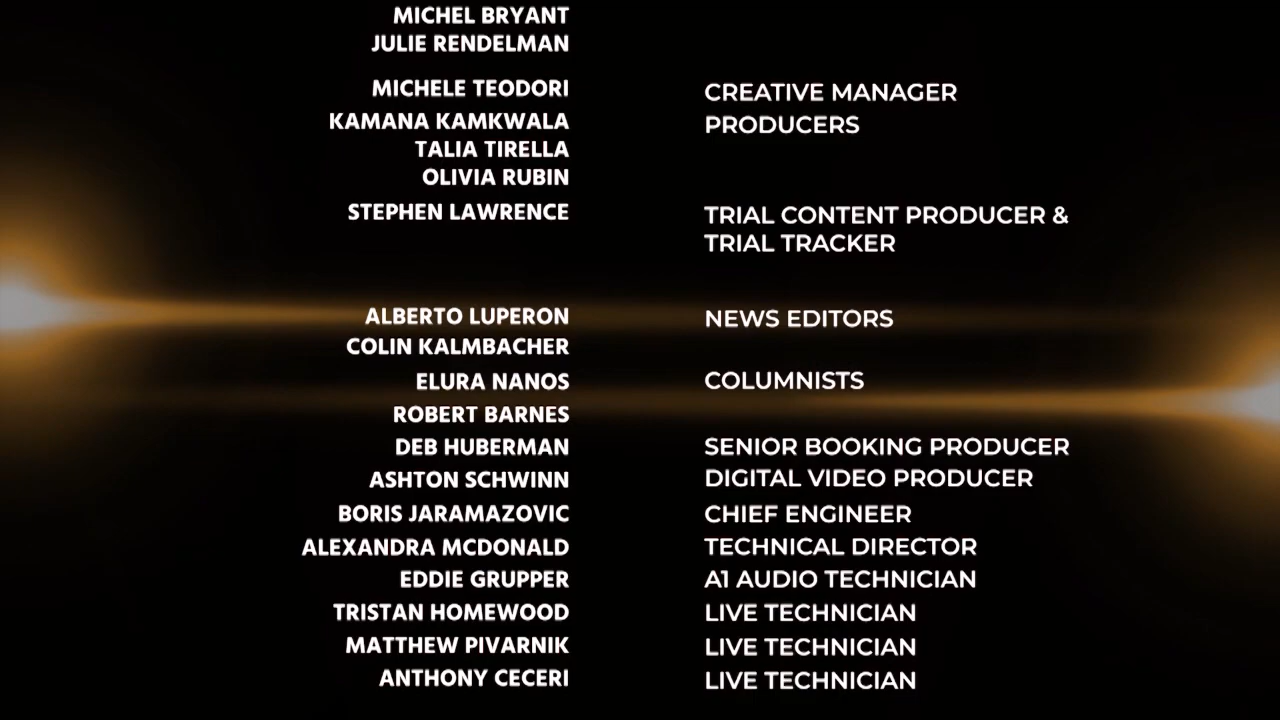 MICHEL BRYANT
JULIE RENDELMAN
MICHELE TEODORI CREATIVE MANAGER
KAMANA KAMKWALA PRODUCERS
TALIA TIRELLA
OLIVIA RUBIN
STEPHEN LAWRENCE TRIAL CONTENT PRODUCER &
TRIAL TRACKER
ALBERTO LUPERON NEWS EDITORS
COLIN KALMBACHER
ELURA NANOS COLUMNISTS
ROBERT BARNES
DEB HUBERMAN SENIOR BOOKING PRODUCER
ASHTON SCHWINN DIGITAL VIDEO PRODUCER
BORIS JARAMAZOVIC CHIEF ENGINEER
ALEXANDRA MCDONALD TECHNICAL DIRECTOR
EDDIE GRUPPER A1 AUDIO TECHNICIAN
TRISTAN HOMEWOOD LIVE TECHNICIAN
MATTHEW PIVARNIK LIVE TECHNICIAN
ANTHONY CECERI LIVE TECHNICIAN